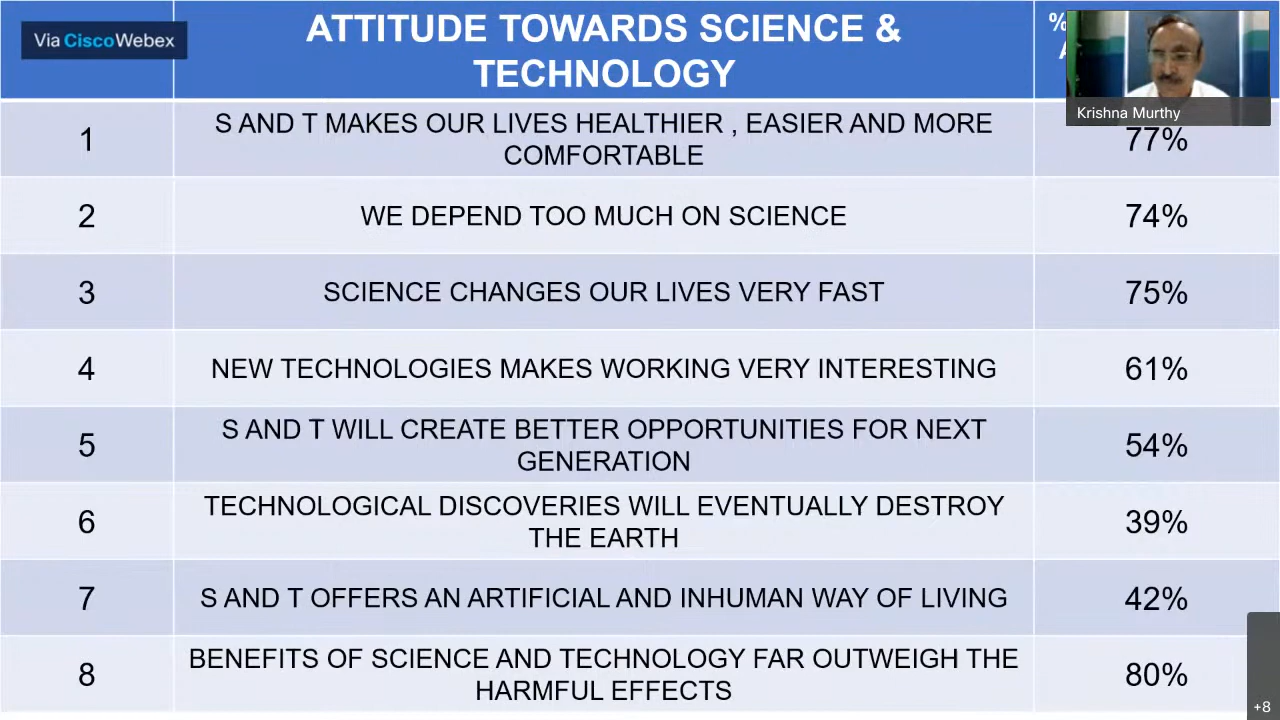 Via CiscoWebex
ATTITUDE TOWARDS SCIENCE &
TECHNOLOGY
%
Krishna Murthy
1
S AND T MAKES OUR LIVES HEALTHIER , EASIER AND MORE
COMFORTABLE
77%
2
WE DEPEND TOO MUCH ON SCIENCE
74%
3
SCIENCE CHANGES OUR LIVES VERY FAST
75%
4
NEW TECHNOLOGIES MAKES WORKING VERY INTERESTING
61%
5
S AND T WILL CREATE BETTER OPPORTUNITIES FOR NEXT
GENERATION
54%
6
TECHNOLOGICAL DISCOVERIES WILL EVENTUALLY DESTROY
THE EARTH
39%
7
S AND T OFFERS AN ARTIFICIAL AND INHUMAN WAY OF LIVING
42%
8
BENEFITS OF SCIENCE AND TECHNOLOGY FAR OUTWEIGH THE
HARMFUL EFFECTS
80%
+8